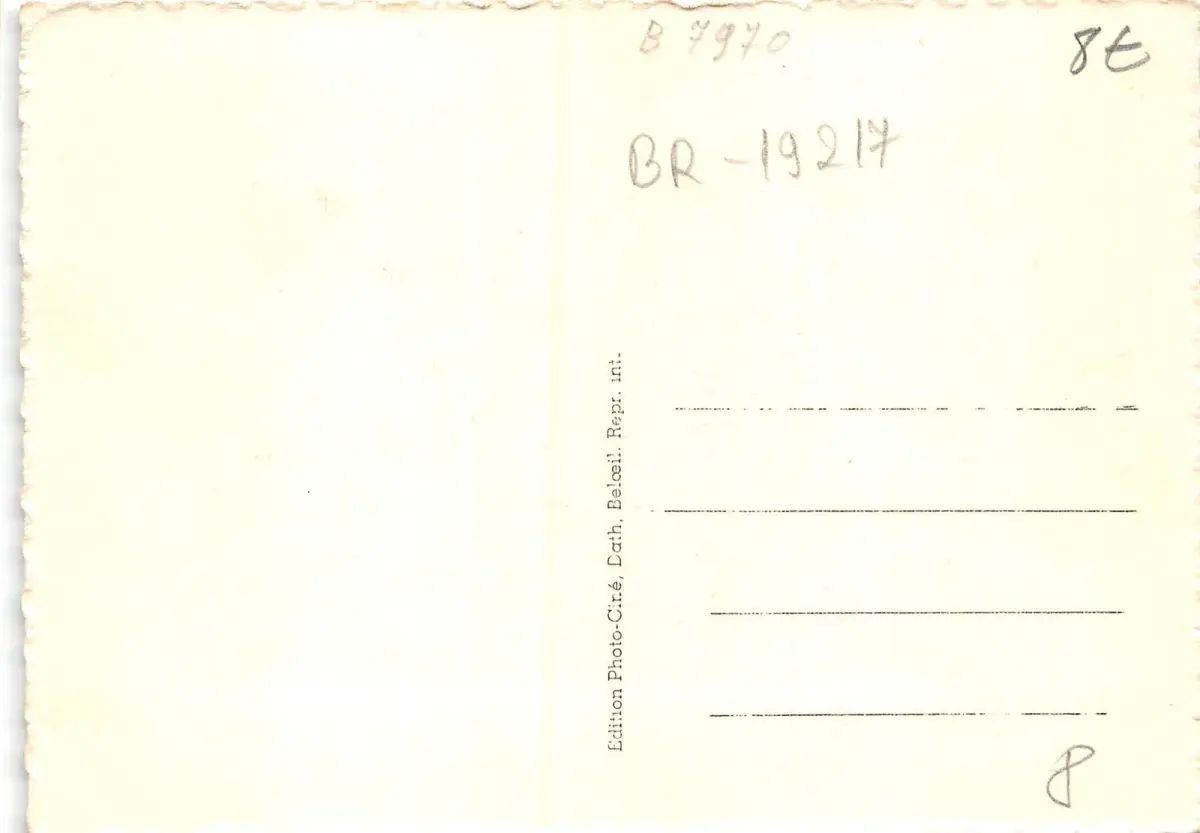 B 7970
8€
BR-19217
Edition Photo-Ciné, Dath, Belœil. Repr. int.
8